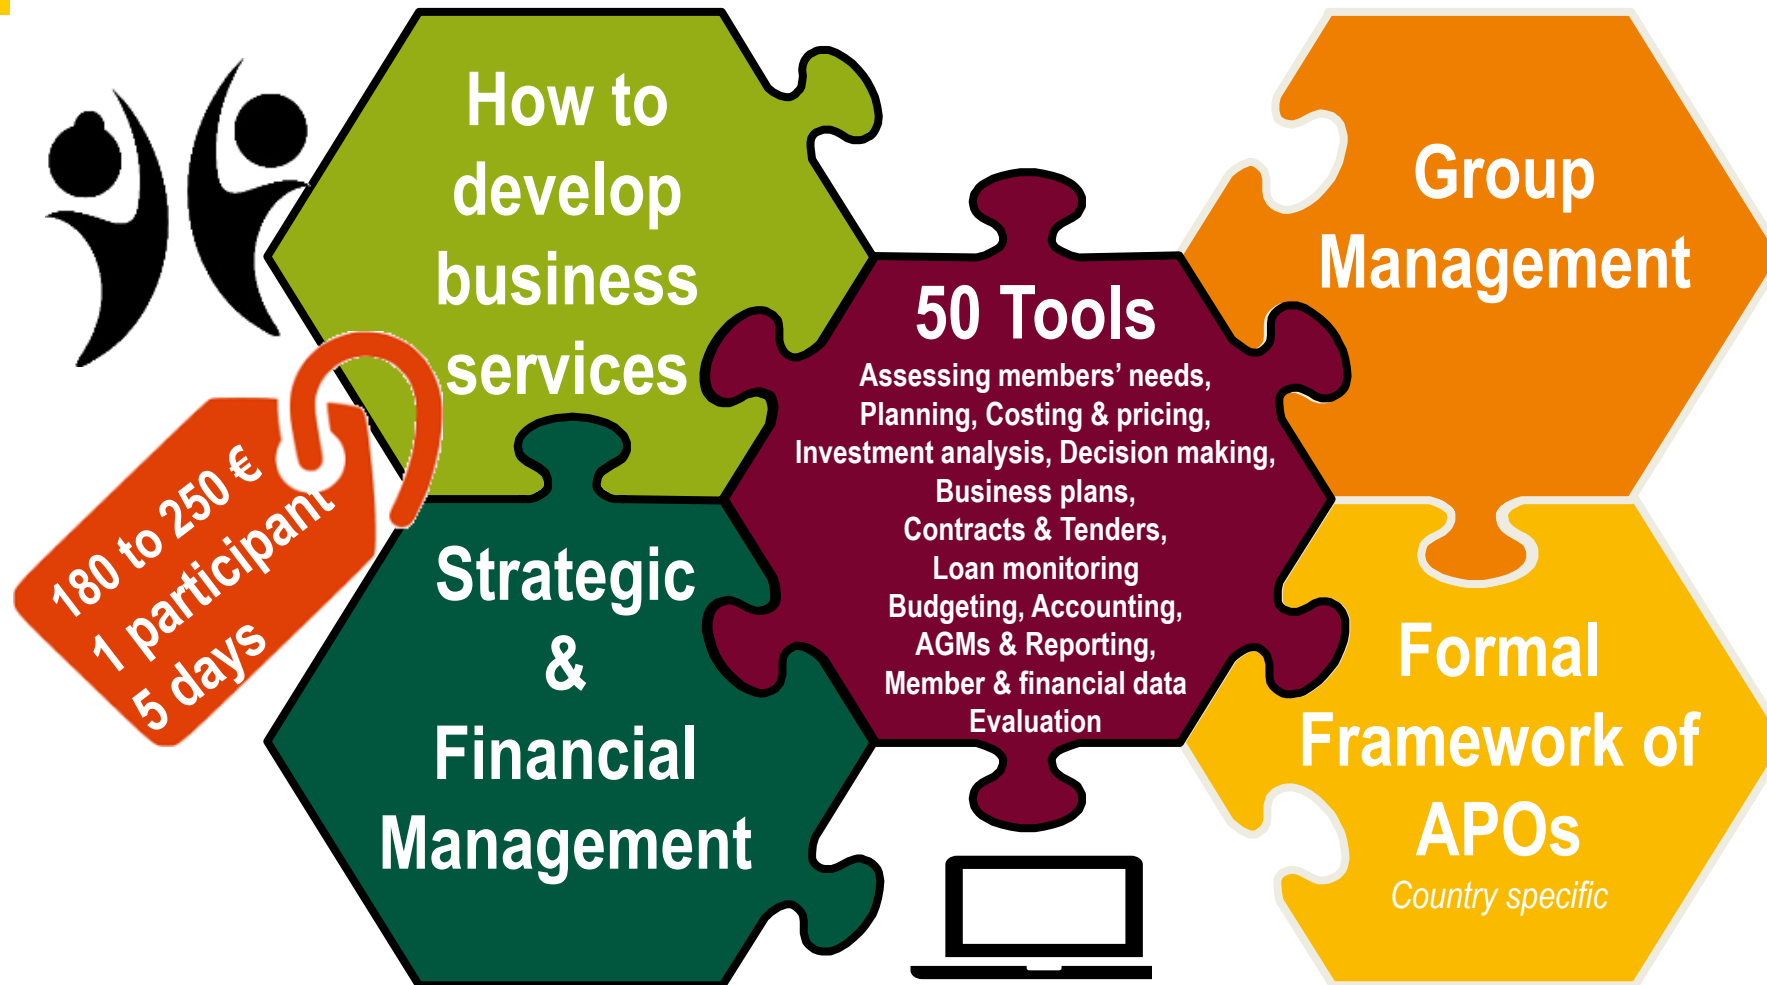 How to
develop
business
services
180 to 250 €
1 participant
5 days
Strategic
&
Financial
Management
50 Tools
Assessing members’ needs,
Planning, Costing & pricing,
Investment analysis, Decision making,
Business plans,
Contracts & Tenders,
Loan monitoring
Budgeting, Accounting,
AGMs & Reporting,
Member & financial data
Evaluation
Group
Management
Formal
Framework of
APOs
Country specific